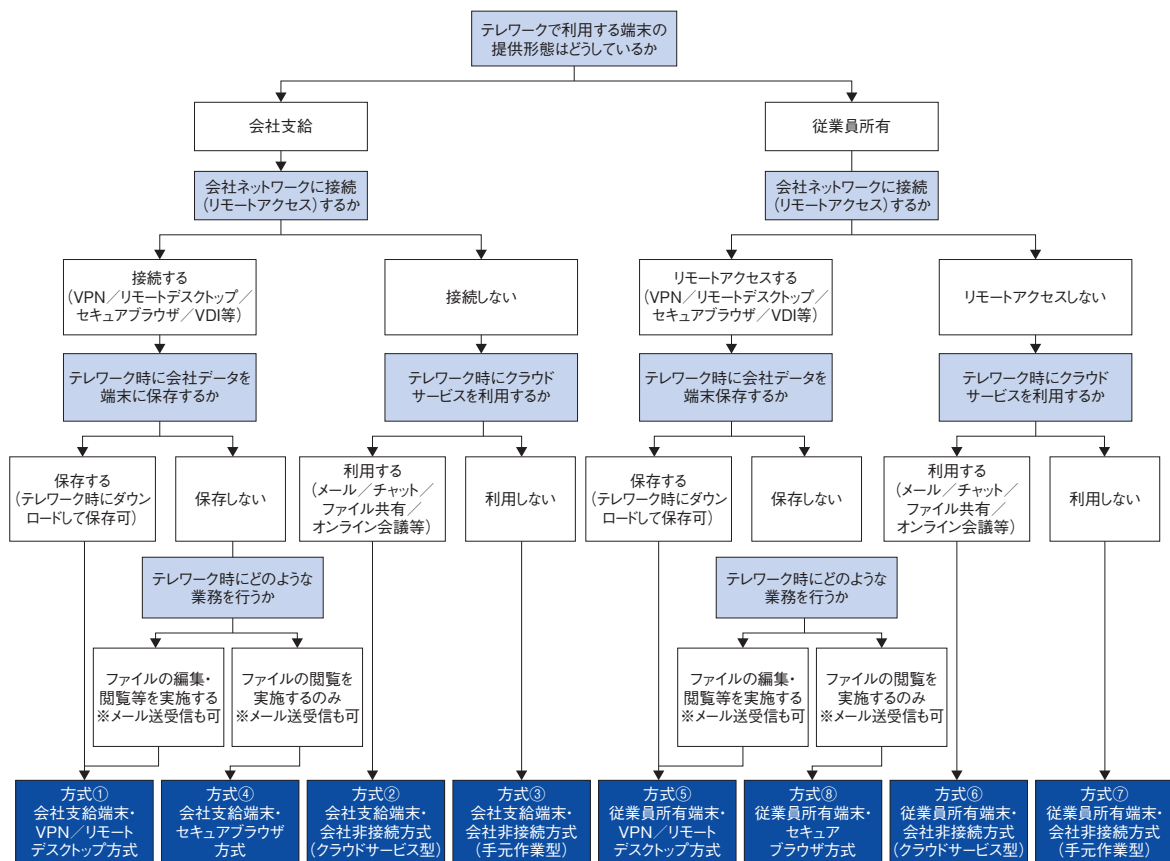 テレワークで利用する端末の
提供形態はどうしているか
会社支給
従業員所有
会社ネットワークに接続
(リモートアクセス)するか
会社ネットワークに接続
(リモートアクセス)するか
接続する
(VPN/リモートデスクトップ/
セキュアブラウザ/VDI等)
接続しない
リモートアクセスする
(VPN/リモートデスクトップ/
セキュアブラウザ/VDI等)
リモートアクセスしない
テレワーク時に会社データを
端末に保存するか
テレワーク時にクラウド
サービスを利用するか
テレワーク時に会社データを
端末保存するか
テレワーク時にクラウド
サービスを利用するか
保存する
(テレワーク時にダウン
ロードして保存可)
保存しない
利用する
(メール/チャット/
ファイル共有/
オンライン会議等)
利用しない
保存する
(テレワーク時にダウン
ロードして保存可)
保存しない
利用する
(メール/チャット/
ファイル共有/
オンライン会議等)
利用しない
テレワーク時にどのような
業務を行うか
テレワーク時にどのような
業務を行うか
ファイルの編集・
閲覧等を実施する
※メール送受信も可
ファイルの閲覧を
実施するのみ
※メール送受信も可
ファイルの編集・
閲覧等を実施する
※メール送受信も可
ファイルの閲覧を
実施するのみ
※メール送受信も可
方式①
会社支給端末・
VPN/リモート
デスクトップ方式
方式④
会社支給端末・
セキュアブラウザ
方式
方式②
会社支給端末・
会社非接続方式
(クラウドサービス型)
方式③
会社支給端末・
会社非接続方式
(手元作業型)
方式⑤
従業員所有端末・
VPN/リモート
デスクトップ方式
方式⑧
従業員所有端末・
セキュア
ブラウザ方式
方式⑥
従業員所有端末・
会社非接続方式
(クラウドサービス型)
方式⑦
従業員所有端末・
会社非接続方式
(手元作業型)